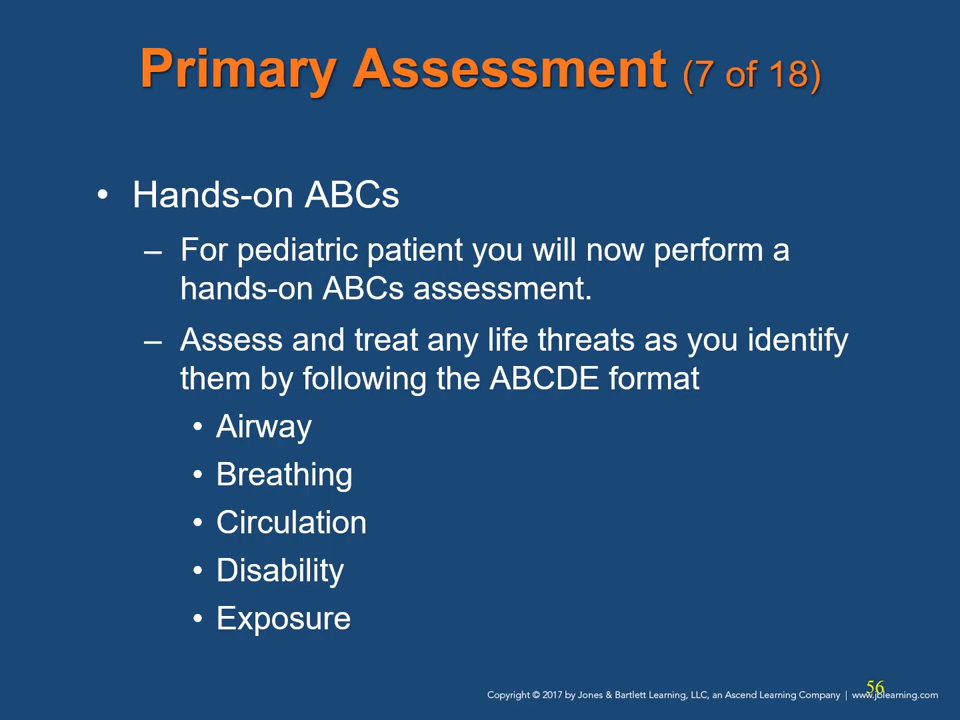 Primary Assessment (7 of 18)
• Hands-on ABCs
– For pediatric patient you will now perform a
hands-on ABCs assessment.
– Assess and treat any life threats as you identify
them by following the ABCDE format
• Airway
• Breathing
• Circulation
• Disability
• Exposure
56
Copyright © 2017 by Jones & Bartlett Learning, LLC, an Ascend Learning Company | www.jblearning.com